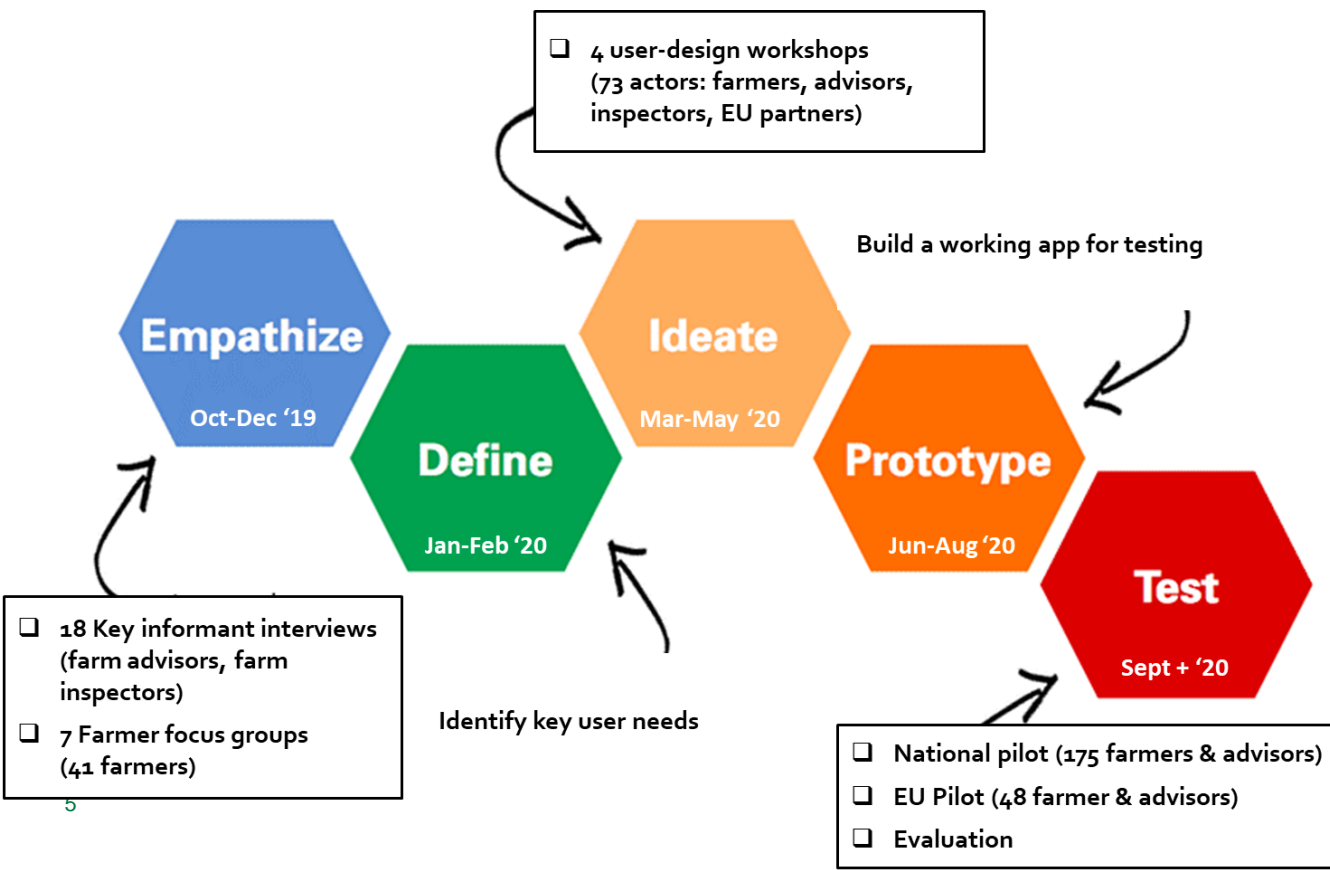 ❑ 4 user-design workshops
(73 actors: farmers, advisors,
inspectors, EU partners)
Build a working app for testing
Empathize
Oct-Dec ‘19
Define
Jan-Feb ‘20
Ideate
Mar-May ‘20
Prototype
Jun-Aug ‘20
Test
Sept + ‘20
❑ 18 Key informant interviews
(farm advisors, farm
inspectors)
❑ 7 Farmer focus groups
(41 farmers)
Identify key user needs
❑ National pilot (175 farmers & advisors)
❑ EU Pilot (48 farmer & advisors)
❑ Evaluation
5